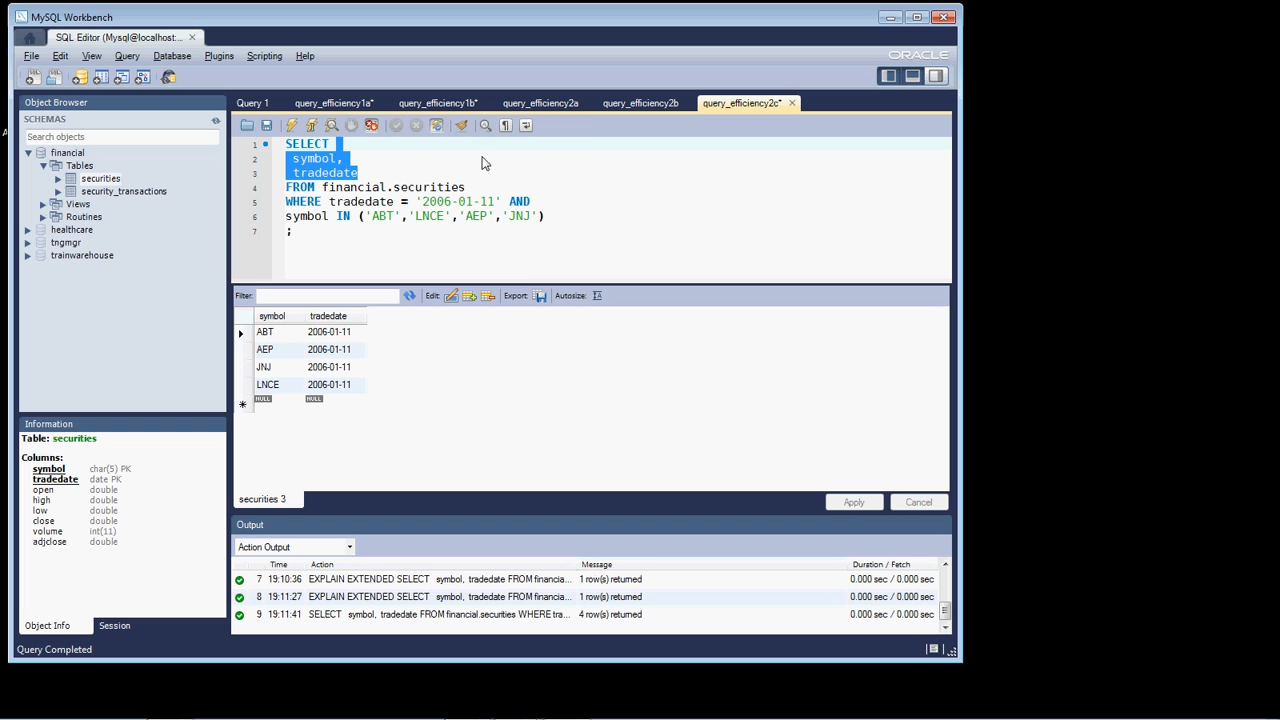 MySQL Workbench
SQL Editor (Mysql@localhost:... ×
File Edit View Query Database Plugins Scripting Help
ORACLE
Object Browser
SCHEMAS
Search objects
financial
Tables
securities
security_transactions
Views
Routines
healthcare
tngmgr
trainwarehouse
Information
Table: securities
Columns:
symbol char(5) PK
tradedate date PK
open double
high double
low double
close double
volume int(11)
adjclose double
Object Info Session
Query Completed
Query 1 query_efficiency1a* query_efficiency1b* query_efficiency2a query_efficiency2b query_efficiency2c* ×
1 SELECT
2 symbol,
3 tradedate
4 FROM financial.securities
5 WHERE tradedate = '2006-01-11' AND
6 symbol IN ('ABT','LNCE','AEP','JNJ')
7 ;
Filter: Edit: Export: Autosize:
symbol tradedate
ABT 2006-01-11
AEP 2006-01-11
JNJ 2006-01-11
LNCE 2006-01-11
NULL NULL
securities 3
Apply Cancel
Output
Action Output
Time Action Message Duration / Fetch
7 19:10:36 EXPLAIN EXTENDED SELECT symbol, tradedate FROM financia... 1 row(s) returned 0.000 sec / 0.000 sec
8 19:11:27 EXPLAIN EXTENDED SELECT symbol, tradedate FROM financia... 1 row(s) returned 0.000 sec / 0.000 sec
9 19:11:41 SELECT symbol, tradedate FROM financial.securities WHERE tra... 4 row(s) returned 0.000 sec / 0.000 sec